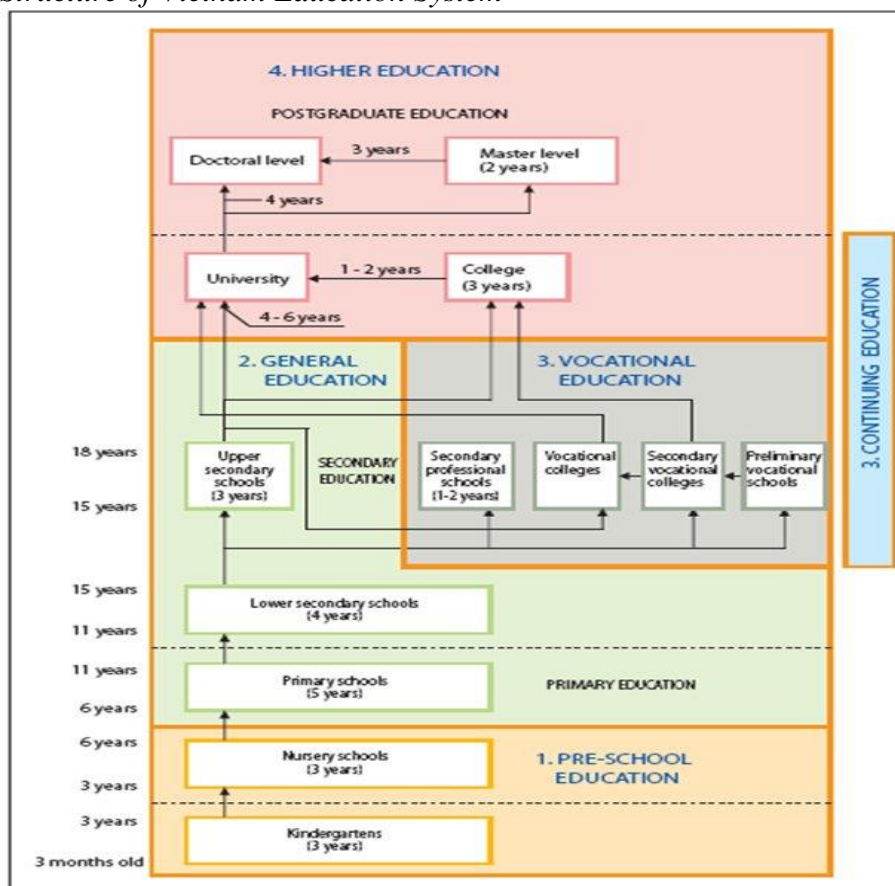 Structure of Vietnam Education System
4. HIGHER EDUCATION
POSTGRADUATE EDUCATION
Doctoral level
3 years
Master level
(2 years)
4 years
University
1 - 2 years
College
(3 years)
4 - 6 years
2. GENERAL
EDUCATION
3. VOCATIONAL
EDUCATION
3. CONTINUING EDUCATION
18 years
15 years
Upper
secondary
schools
(3 years)
SECONDARY
EDUCATION
Secondary
professional
schools
(1-2 years)
Vocational
colleges
Secondary
vocational
colleges
Preliminary
vocational
schools
15 years
11 years
Lower secondary schools
(4 years)
11 years
6 years
Primary schools
(5 years)
PRIMARY EDUCATION
6 years
3 years
Nursery schools
(3 years)
1. PRE-SCHOOL
EDUCATION
3 years
3 months old
Kindergartens
(3 years)